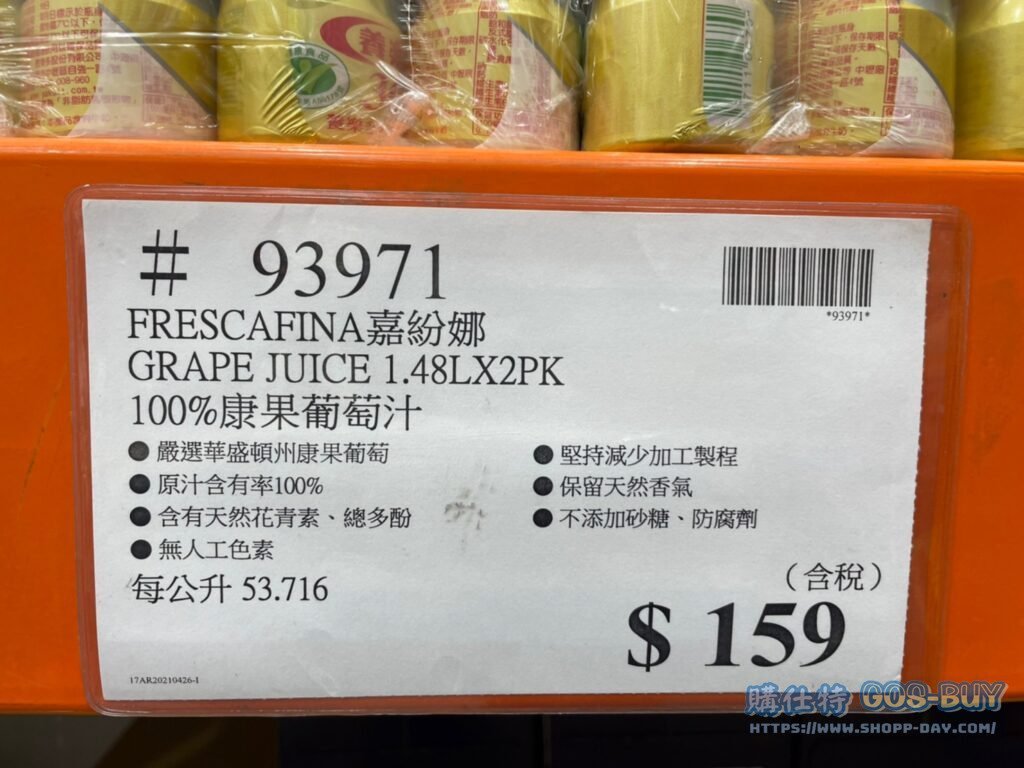 # 93971
*93971*
FRESCAFINA嘉紛娜
GRAPE JUICE 1.48LX2PK
100%康果葡萄汁
● 嚴選華盛頓州康果葡萄
● 原汁含有率100%
● 含有天然花青素、總多酚
● 無人工色素
● 堅持減少加工製程
● 保留天然香氣
● 不添加砂糖、防腐劑
每公升 53.716
（含稅）
$ 159
17AR20210426-1
購仕特 GOS-BUY
HTTPS://WWW.SHOPP-DAY.COM/